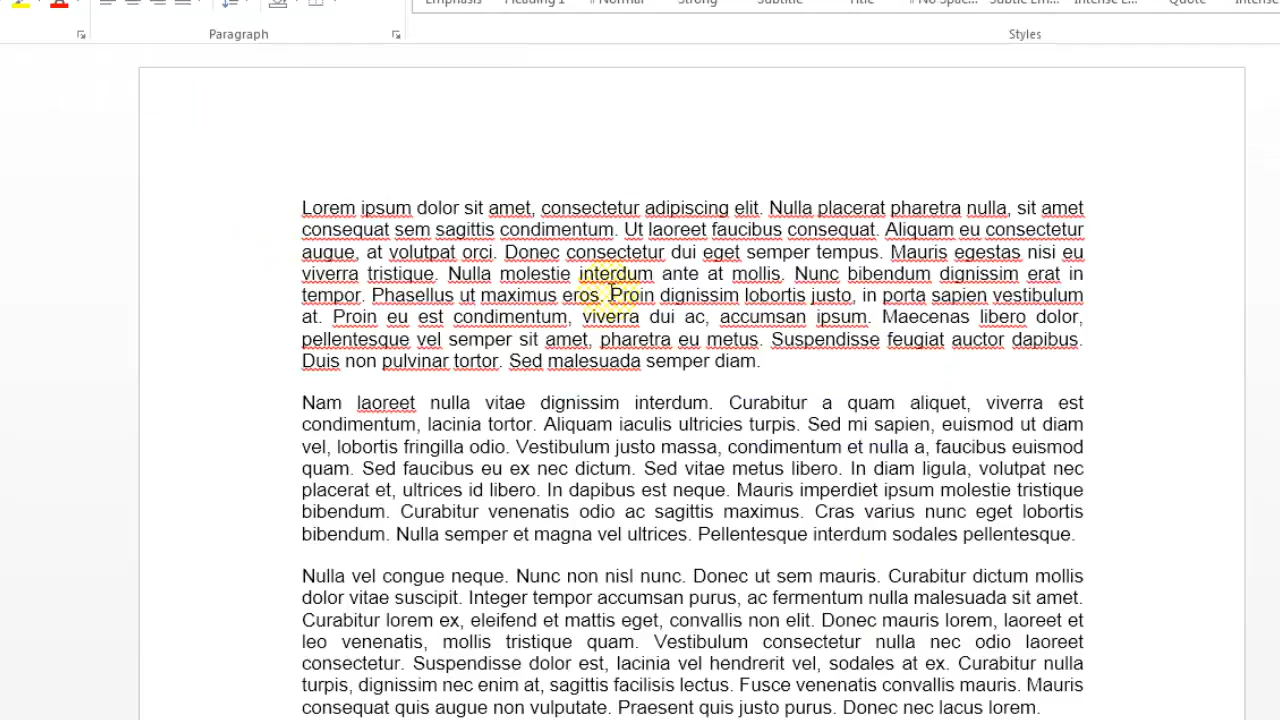 Emphasis Heading 1 ¶ Normal Strong Subtitle Title ¶ No Spac... Subtle Em... Intense E... Quote
Paragraph Styles
Lorem ipsum dolor sit amet, consectetur adipiscing elit. Nulla placerat pharetra nulla, sit amet
consequat sem sagittis condimentum. Ut laoreet faucibus consequat. Aliquam eu consectetur
augue, at volutpat orci. Donec consectetur dui eget semper tempus. Mauris egestas nisi eu
viverra tristique. Nulla molestie interdum ante at mollis. Nunc bibendum dignissim erat in
tempor. Phasellus ut maximus eros. Proin dignissim lobortis justo, in porta sapien vestibulum
at. Proin eu est condimentum, viverra dui ac, accumsan ipsum. Maecenas libero dolor,
pellentesque vel semper sit amet, pharetra eu metus. Suspendisse feugiat auctor dapibus.
Duis non pulvinar tortor. Sed malesuada semper diam.
Nam laoreet nulla vitae dignissim interdum. Curabitur a quam aliquet, viverra est
condimentum, lacinia tortor. Aliquam iaculis ultricies turpis. Sed mi sapien, euismod ut diam
vel, lobortis fringilla odio. Vestibulum justo massa, condimentum et nulla a, faucibus euismod
quam. Sed faucibus eu ex nec dictum. Sed vitae metus libero. In diam ligula, volutpat nec
placerat et, ultrices id libero. In dapibus est neque. Mauris imperdiet ipsum molestie tristique
bibendum. Curabitur venenatis odio ac sagittis maximus. Cras varius nunc eget lobortis
bibendum. Nulla semper et magna vel ultrices. Pellentesque interdum sodales pellentesque.
Nulla vel congue neque. Nunc non nisl nunc. Donec ut sem mauris. Curabitur dictum mollis
dolor vitae suscipit. Integer tempor accumsan purus, ac fermentum nulla malesuada sit amet.
Curabitur lorem ex, eleifend et mattis eget, convallis non elit. Donec mauris lorem, laoreet et
leo venenatis, mollis tristique quam. Vestibulum consectetur nulla nec odio laoreet
consectetur. Suspendisse dolor est, lacinia vel hendrerit vel, sodales at ex. Curabitur nulla
turpis, dignissim nec enim at, sagittis facilisis lectus. Fusce venenatis convallis mauris. Mauris
consequat quis augue non vulputate. Praesent quis justo purus. Donec nec lacus lorem.